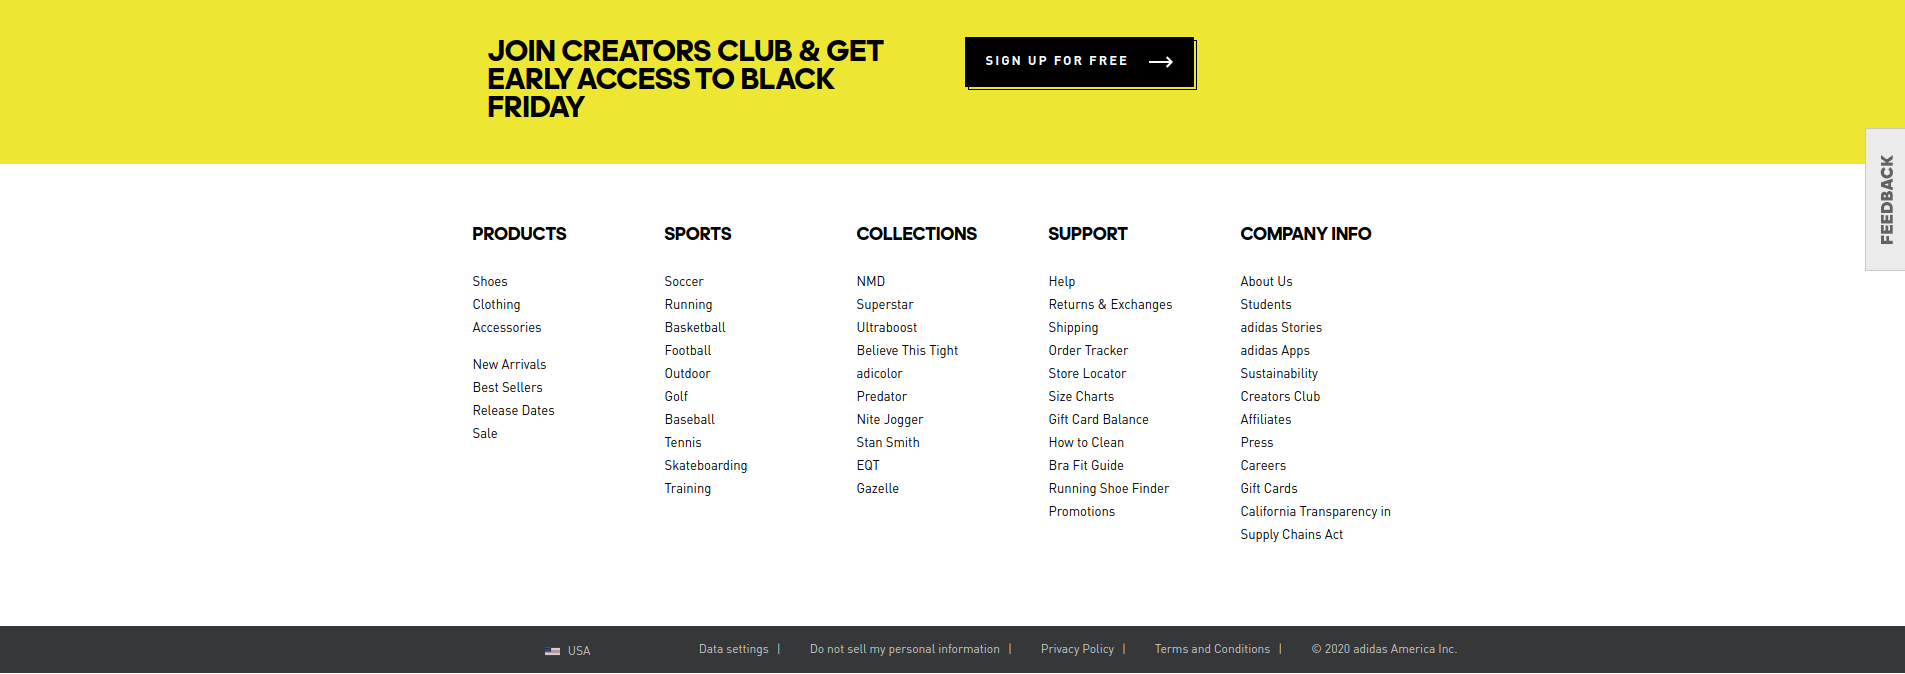 JOIN CREATORS CLUB & GET
EARLY ACCESS TO BLACK
FRIDAY
SIGN UP FOR FREE
FEEDBACK
PRODUCTS
Shoes
Clothing
Accessories
New Arrivals
Best Sellers
Release Dates
Sale
SPORTS
Soccer
Running
Basketball
Football
Outdoor
Golf
Baseball
Tennis
Skateboarding
Training
COLLECTIONS
NMD
Superstar
Ultraboost
Believe This Tight
adicolor
Predator
Nite Jogger
Stan Smith
EQT
Gazelle
SUPPORT
Help
Returns & Exchanges
Shipping
Order Tracker
Store Locator
Size Charts
Gift Card Balance
How to Clean
Bra Fit Guide
Running Shoe Finder
Promotions
COMPANY INFO
About Us
Students
adidas Stories
adidas Apps
Sustainability
Creators Club
Affiliates
Press
Careers
Gift Cards
California Transparency in
Supply Chains Act
USA
Data settings | Do not sell my personal information | Privacy Policy | Terms and Conditions | © 2020 adidas America Inc.